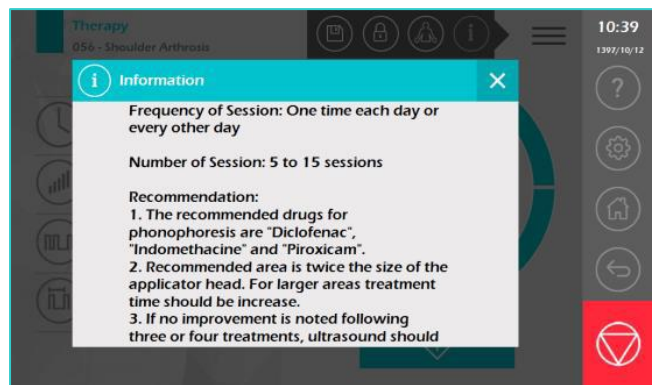 Therapy
056 - Shoulder Arthrosis
10:39
1397/10/12
Information
Frequency of Session: One time each day or
every other day
Number of Session: 5 to 15 sessions
Recommendation:
1. The recommended drugs for
phonophoresis are "Diclofenac",
"Indomethacine" and "Piroxicam".
2. Recommended area is twice the size of the
applicator head. For larger areas treatment
time should be increase.
3. If no improvement is noted following
three or four treatments, ultrasound should